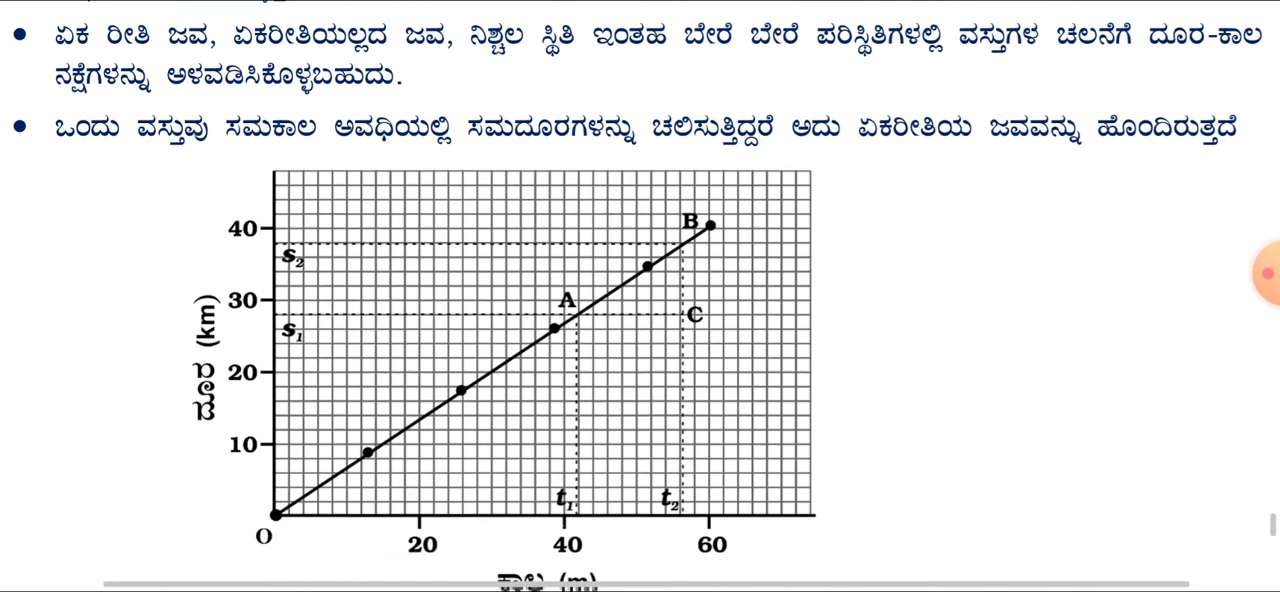 ಏಕ ರೀತಿ ಜವ, ಏಕರೀತಿಯಲ್ಲದ ಜವ, ನಿಶ್ಚಲ ಸ್ಥಿತಿ ಇಂತಹ ಬೇರೆ ಬೇರೆ ಪರಿಸ್ಥಿತಿಗಳಲ್ಲಿ ವಸ್ತುಗಳ ಚಲನೆಗೆ ದೂರ-ಕಾಲ
ನಕ್ಷೆಗಳನ್ನು ಅಳವಡಿಸಿಕೊಳ್ಳಬಹುದು.
ಒಂದು ವಸ್ತುವು ಸಮಕಾಲ ಅವಧಿಯಲ್ಲಿ ಸಮದೂರಗಳನ್ನು ಚಲಿಸುತ್ತಿದ್ದರೆ ಅದು ಏಕರೀತಿಯ ಜವವನ್ನು ಹೊಂದಿರುತ್ತದೆ
40
B
s₂
30
A
s₁
C
ದೂರ (km)
20
10
t₁
t₂
O
20
40
60
ಕಾಲ (m)